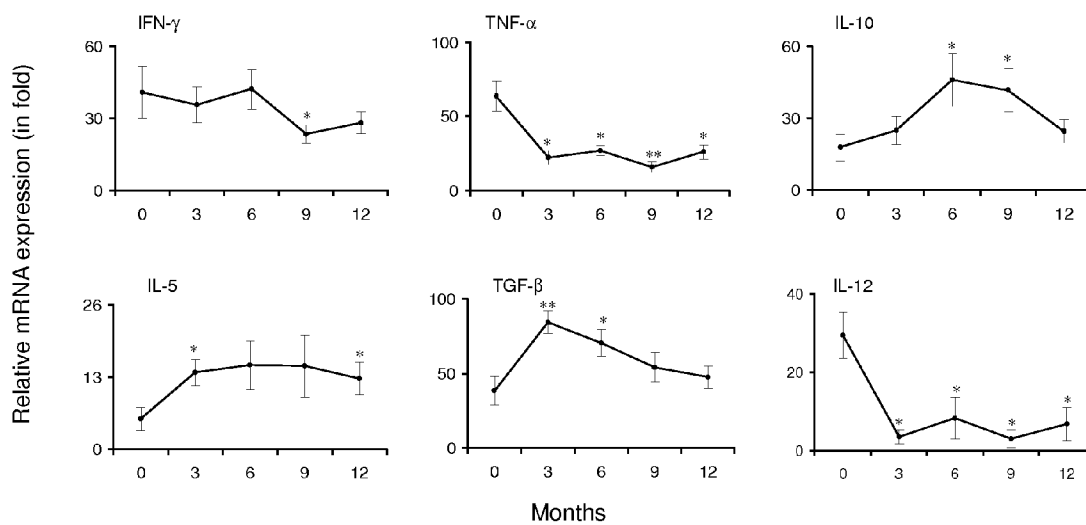 Relative mRNA expression (in fold)
IFN-γ
60
30
0
0 3 6 9 12
*
TNF-α
100
50
0
0 3 6 9 12
* * ** *
IL-10
60
30
0
0 3 6 9 12
* *
IL-5
26
13
0
0 3 6 9 12
* *
TGF-β
100
50
0
0 3 6 9 12
** *
IL-12
40
20
0
0 3 6 9 12
* * * *
Months